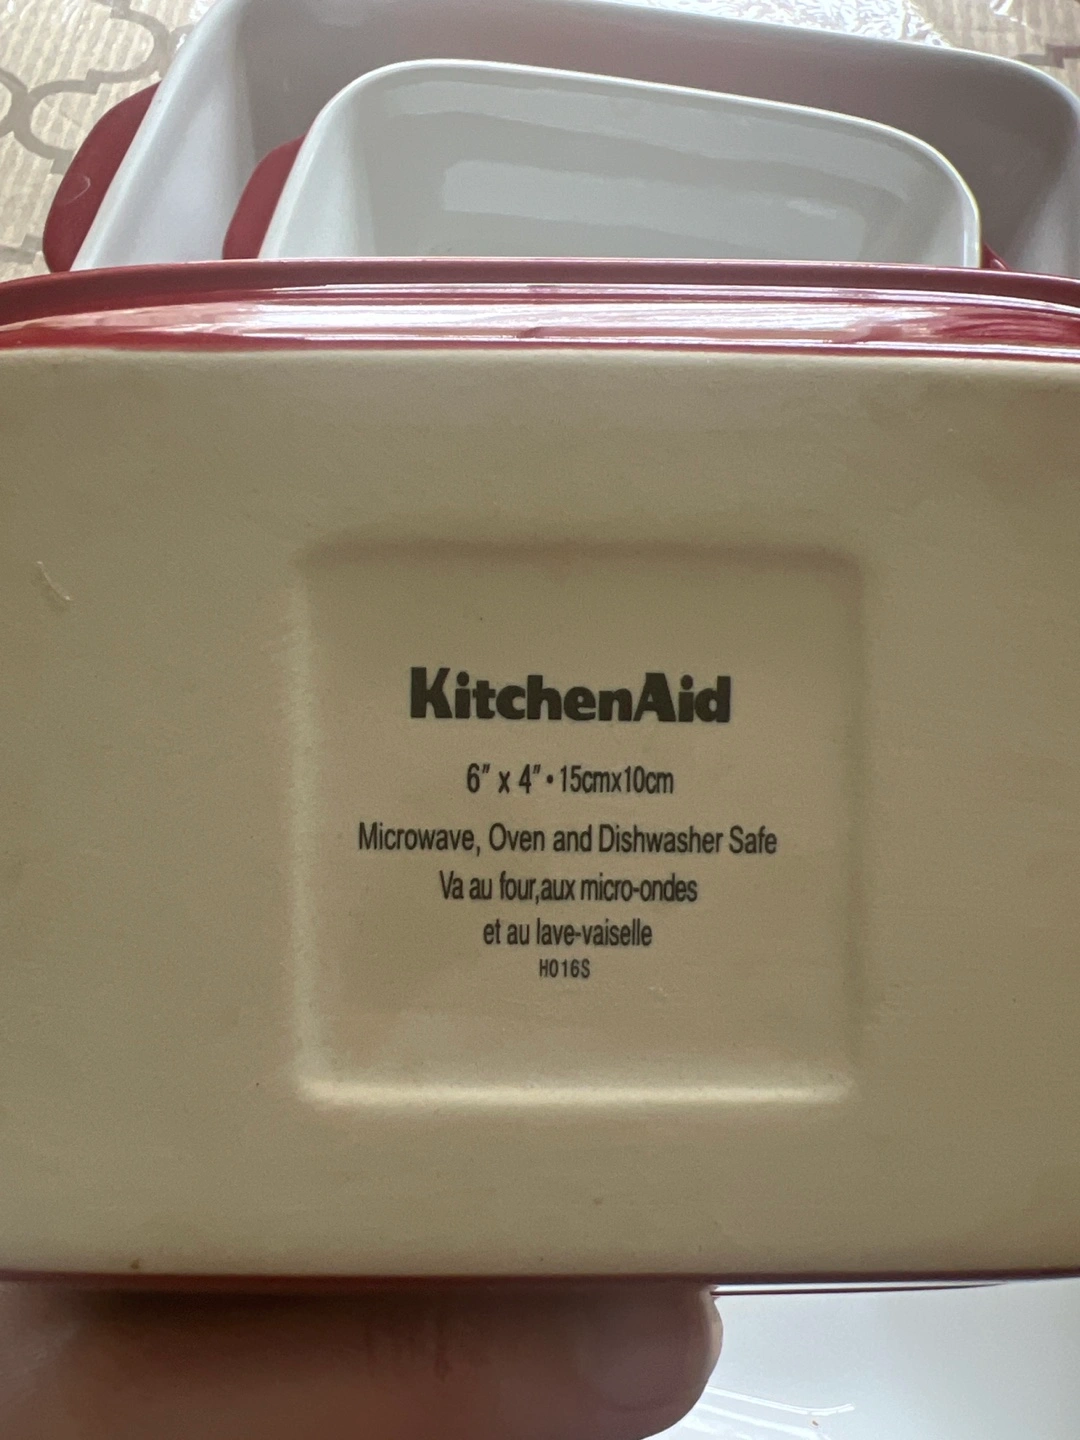 KitchenAid
6" x 4" • 15cmx10cm
Microwave, Oven and Dishwasher Safe
Va au four,aux micro-ondes
et au lave-vaiselle
H016S